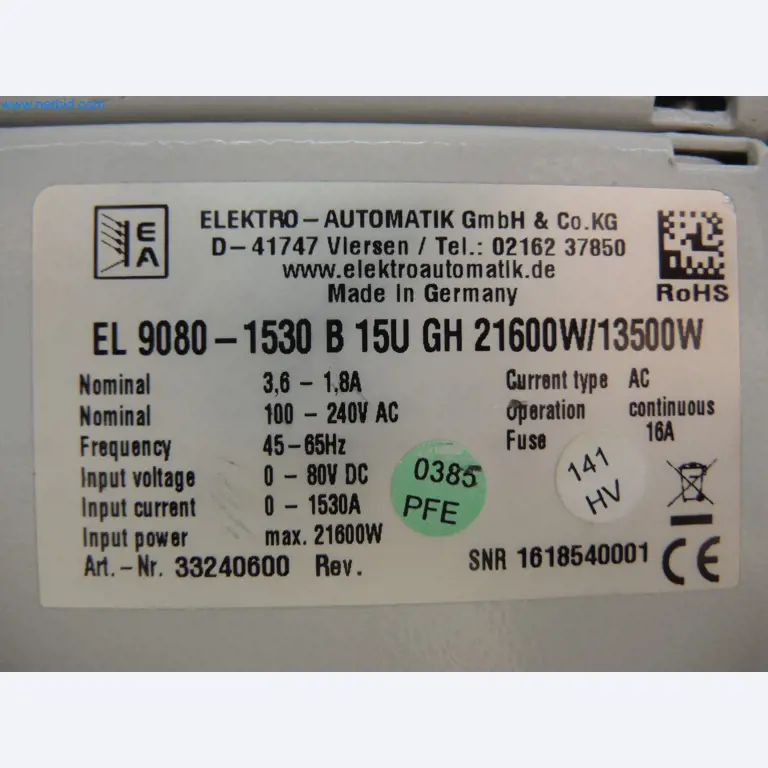 www.netbid.com
EA
ELEKTRO-AUTOMATIK GmbH & Co.KG
D-41747 Viersen / Tel.: 02162 37850
www.elektroautomatik.de
Made in Germany
RoHS
EL 9080-1530 B 15U GH 21600W/13500W
Nominal 3,6 - 1,8A
Nominal 100 - 240V AC
Frequency 45-65Hz
Input voltage 0 - 80V DC
Input current 0 - 1530A
Input power max. 21600W
Art.-Nr. 33240600 Rev.
Current type AC
Operation continuous
Fuse 16A
0385
PFE
141
HV
SNR 1618540001
CE